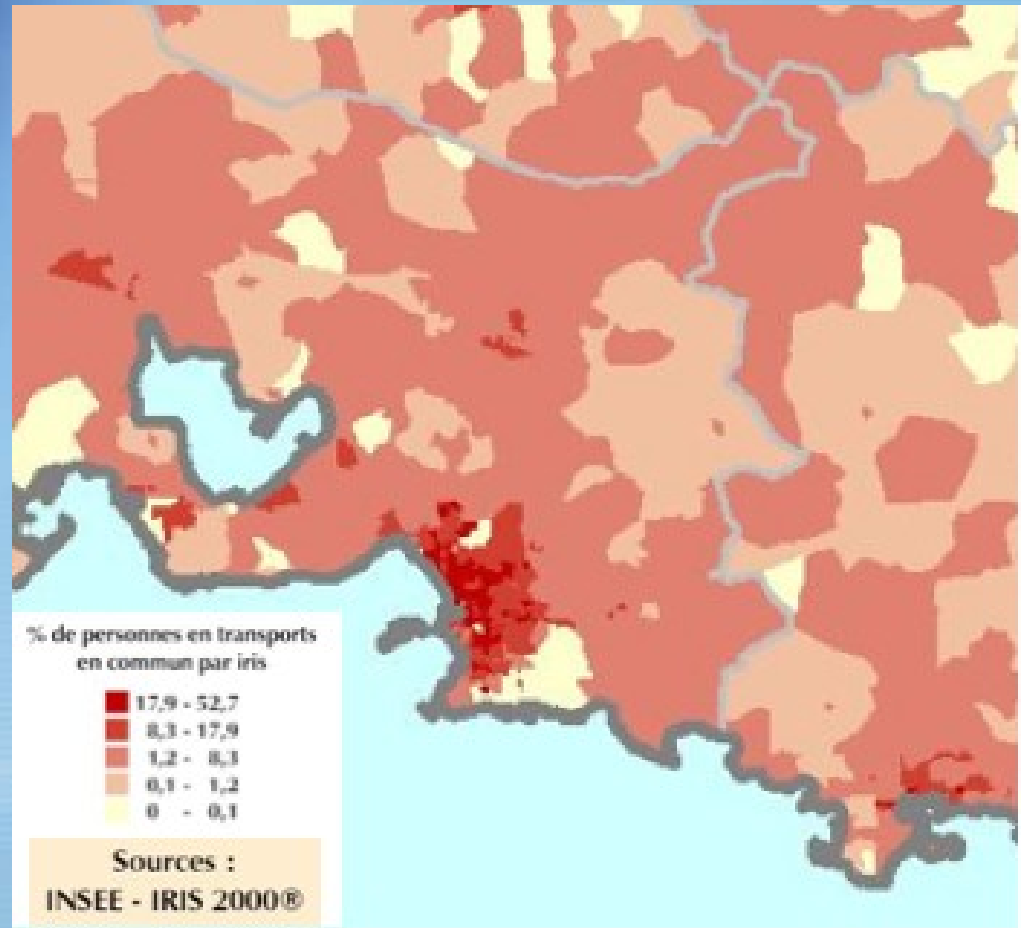 % de personnes en transports
en commun par iris
17,9 - 52,7
8,3 - 17,9
1,2 - 8,3
0,1 - 1,2
0 - 0,1
Sources :
INSEE - IRIS 2000®